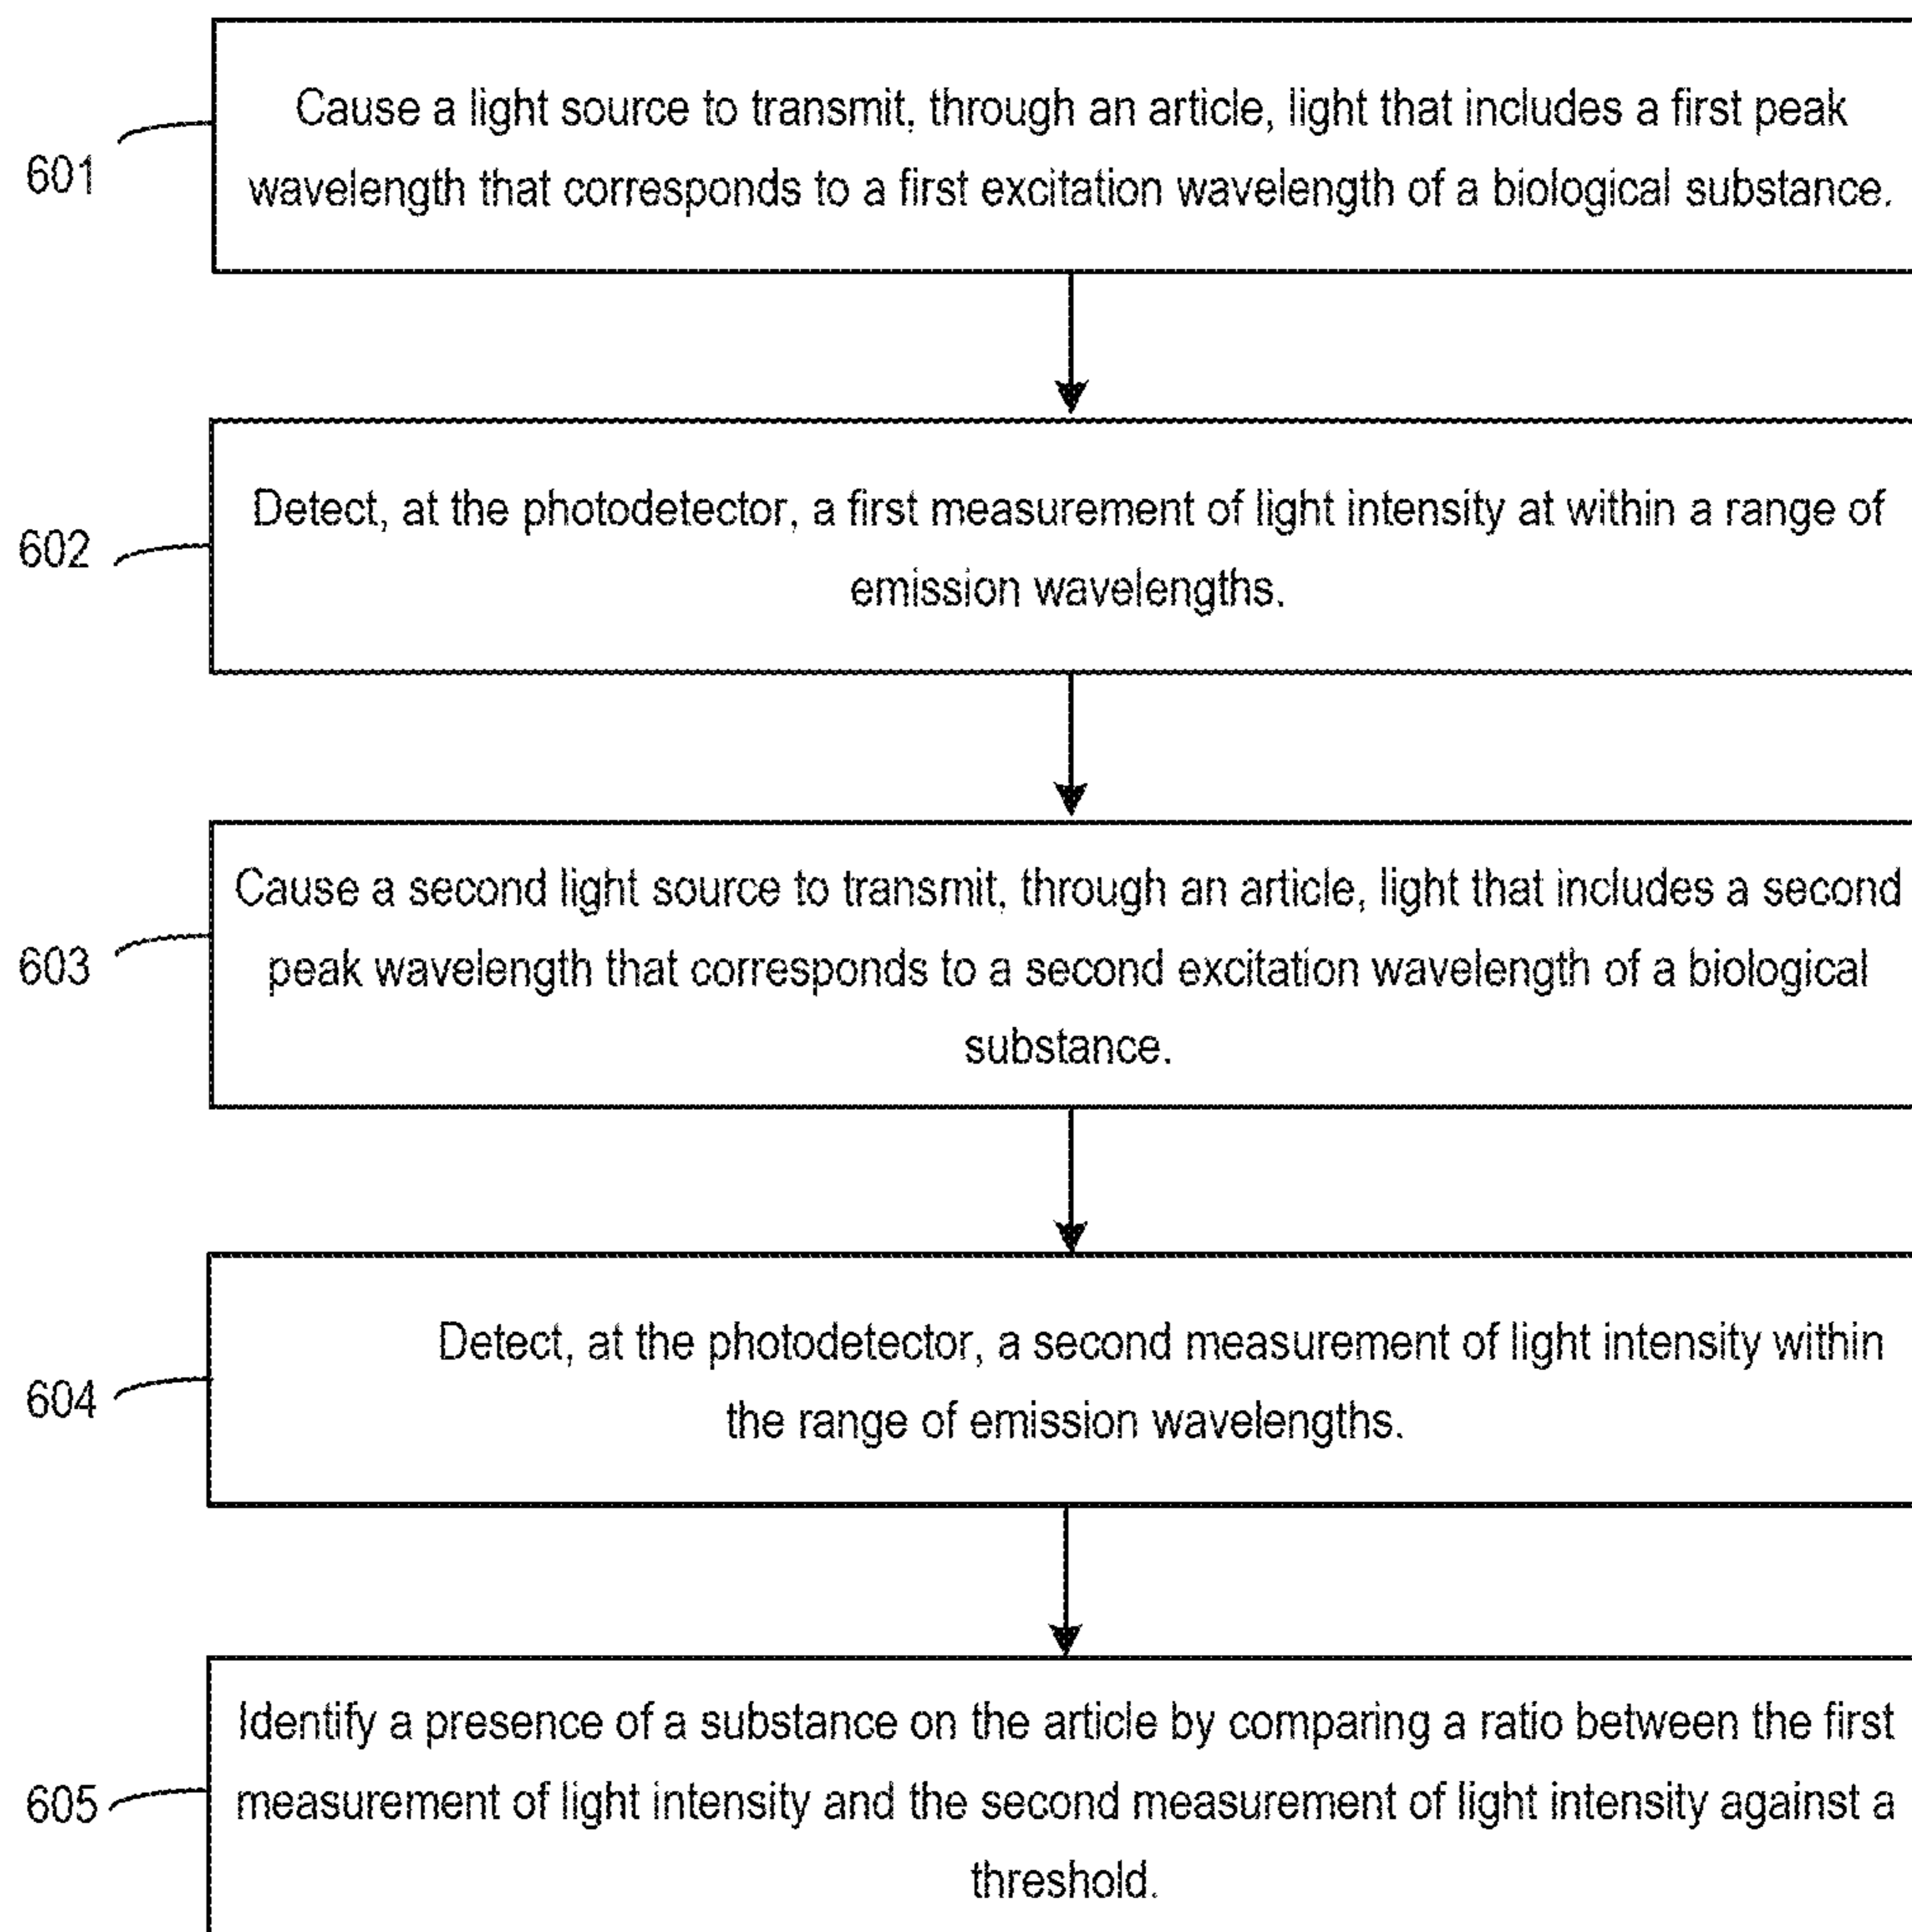 Cause a light source to transmit, through an article, light that includes a first peak
601
wavelength that corresponds to a first excitation wavelength of a biological substance.
Detect, at the photodetector, a first measurement of light intensity at within a range of
602
emission wavelengths.
Cause a second light source to transmit, through an article, light that includes a second
603
peak wavelength that corresponds to a second excitation wavelength of a biological
substance.
Detect, at the photodetector, a second measurement of light intensity within
604
the range of emission wavelengths.
Identify a presence of a substance on the article by comparing a ratio between the first
605
measurement of light intensity and the second measurement of light intensity against a
threshold.